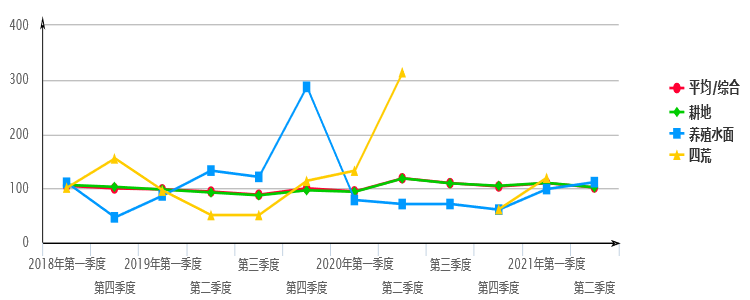 400
300
200
100
0
2018年第一季度
第四季度
2019年第一季度
第二季度
第三季度
第四季度
2020年第一季度
第二季度
第三季度
第四季度
2021年第一季度
第二季度
平均/综合
耕地
养殖水面
四荒